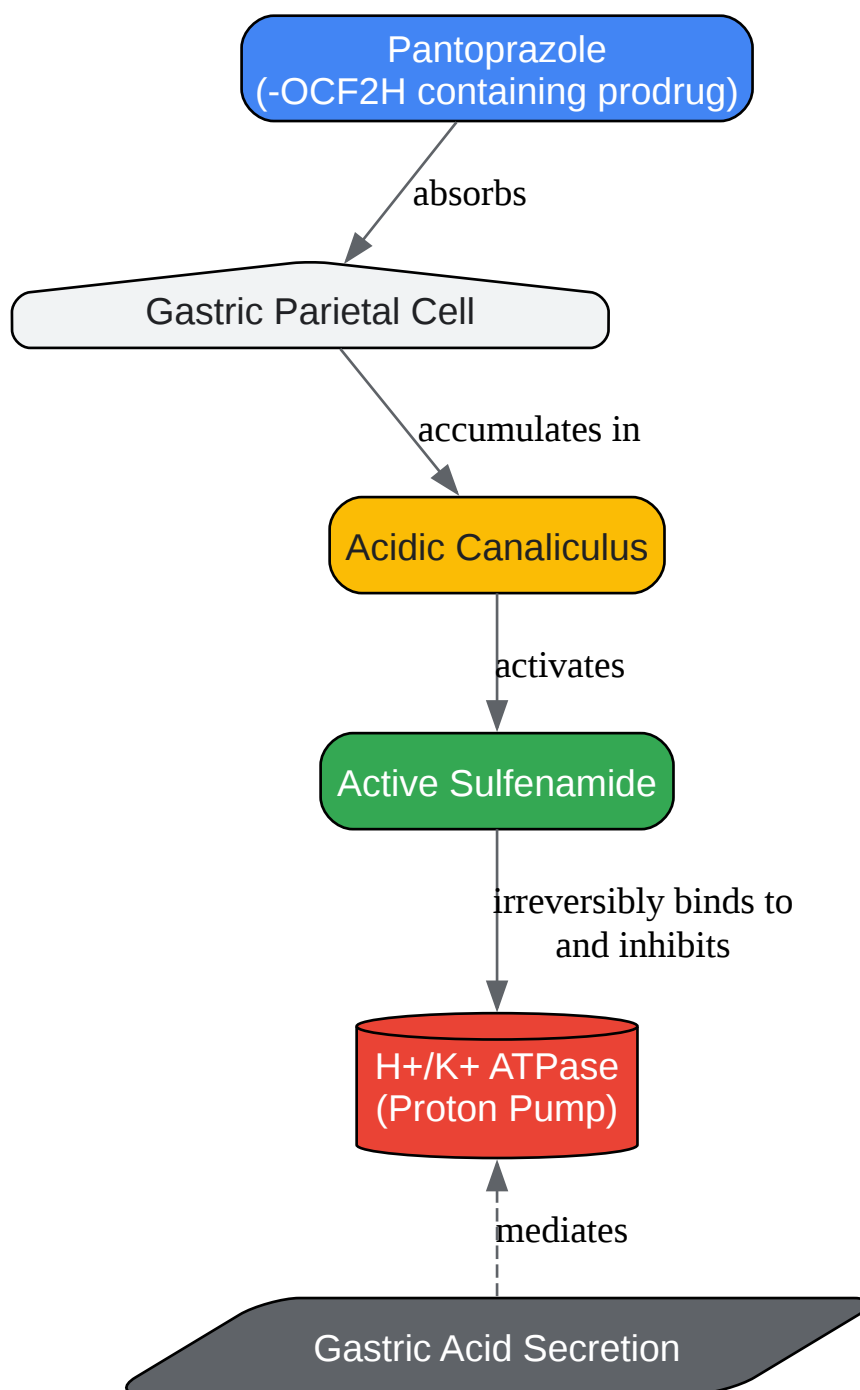 Pantoprazole
(-OCF2H containing prodrug)
absorbs
Gastric Parietal Cell
accumulates in
Acidic Canaliculus
activates
Active Sulfenamide
irreversibly binds to
and inhibits
H+/K+ ATPase
(Proton Pump)
mediates
Gastric Acid Secretion